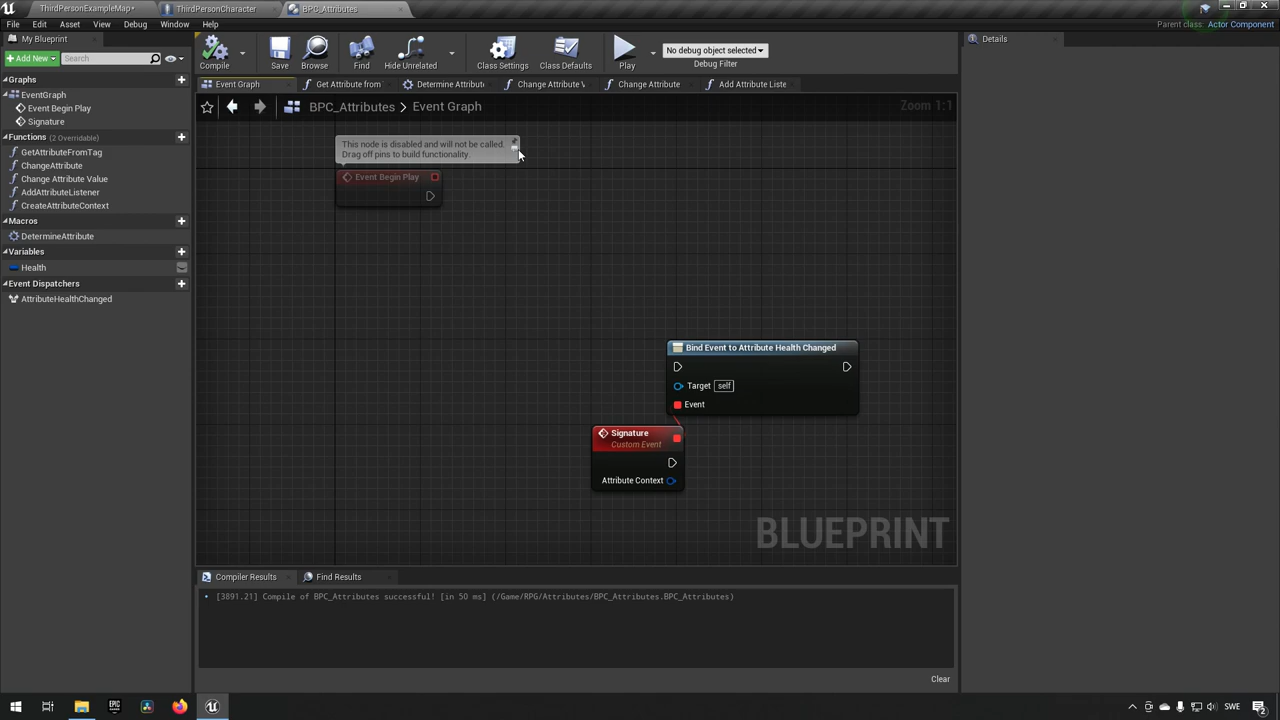 ThirdPersonExampleMap*
ThirdPersonCharacter
BPC_Attributes
File Edit Asset View Debug Window Help
Parent class: Actor Component
My Blueprint
Add New
Search
Compile
Save
Browse
Find
Hide Unrelated
Class Settings
Class Defaults
Play
No debug object selected
Debug Filter
Details
Graphs
EventGraph
Event Begin Play
Signature
Functions (2 Overridable)
GetAttributeFromTag
ChangeAttribute
Change Attribute Value
AddAttributeListener
CreateAttributeContext
Macros
DetermineAttribute
Variables
Health
Event Dispatchers
AttributeHealthChanged
Event Graph
Get Attribute from
Determine Attribute
Change Attribute V
Change Attribute
Add Attribute Liste
BPC_Attributes > Event Graph
Zoom 1:1
This node is disabled and will not be called.
Drag off pins to build functionality.
Event Begin Play
Bind Event to Attribute Health Changed
Target self
Event
Signature
Custom Event
Attribute Context
BLUEPRINT
Compiler Results
Find Results
[3891.21] Compile of BPC_Attributes successful! [in 50 ms] (/Game/RPG/Attributes/BPC_Attributes.BPC_Attributes)
Clear
EPIC
SWE
2